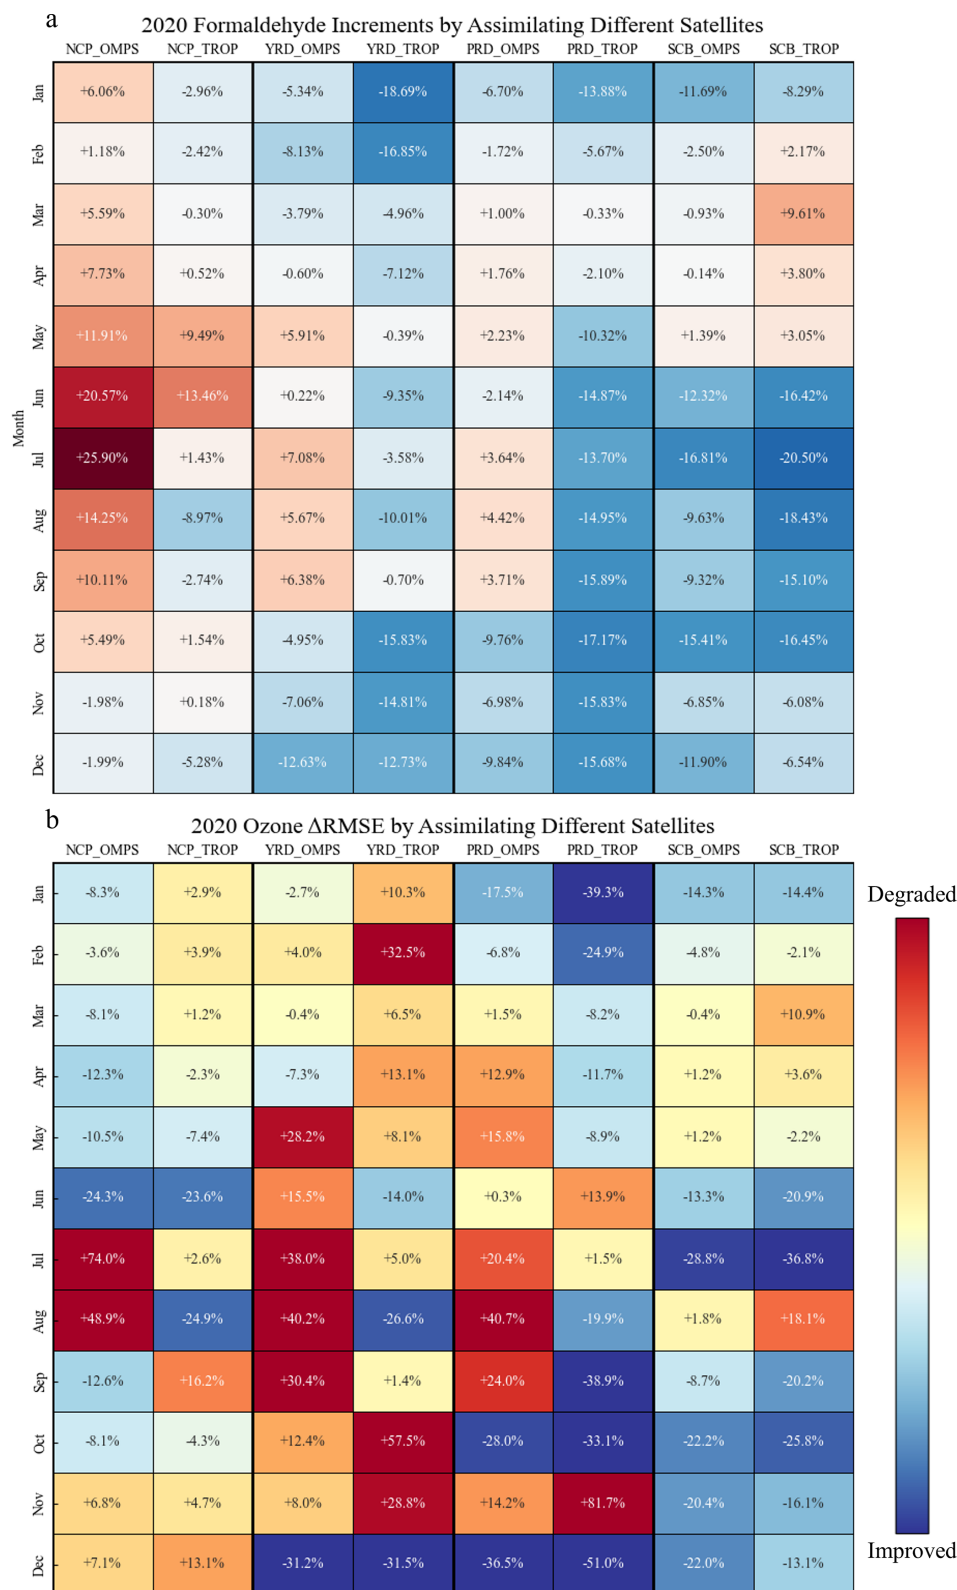 a
2020 Formaldehyde Increments by Assimilating Different Satellites
NCP_OMPS NCP_TROP YRD_OMPS YRD_TROP PRD_OMPS PRD_TROP SCB_OMPS SCB_TROP
Jan +6.06% -2.96% -5.34% -18.69% -6.70% -13.88% -11.69% -8.29%
Feb +1.18% -2.42% -8.13% -16.85% -1.72% -5.67% -2.50% +2.17%
Mar +5.59% -0.30% -3.79% -4.96% +1.00% -0.33% -0.93% +9.61%
Apr +7.73% +0.52% -0.60% -7.12% +1.76% -2.10% -0.14% +3.80%
May +11.91% +9.49% +5.91% -0.39% +2.23% -10.32% +1.39% +3.05%
Jun +20.57% +13.46% +0.22% -9.35% -2.14% -14.87% -12.32% -16.42%
Month
Jul +25.90% +1.43% +7.08% -3.58% +3.64% -13.70% -16.81% -20.50%
Aug +14.25% -8.97% +5.67% -10.01% +4.42% -14.95% -9.63% -18.43%
Sep +10.11% -2.74% +6.38% -0.70% +3.71% -15.89% -9.32% -15.10%
Oct +5.49% +1.54% -4.95% -15.83% -9.76% -17.17% -15.41% -16.45%
Nov -1.98% +0.18% -7.06% -14.81% -6.98% -15.83% -6.85% -6.08%
Dec -1.99% -5.28% -12.63% -12.73% -9.84% -15.68% -11.90% -6.54%
b
2020 Ozone ΔRMSE by Assimilating Different Satellites
NCP_OMPS NCP_TROP YRD_OMPS YRD_TROP PRD_OMPS PRD_TROP SCB_OMPS SCB_TROP
Jan -8.3% +2.9% -2.7% +10.3% -17.5% -39.3% -14.3% -14.4%
Degraded
Feb -3.6% +3.9% +4.0% +32.5% -6.8% -24.9% -4.8% -2.1%
Mar -8.1% +1.2% -0.4% +6.5% +1.5% -8.2% -0.4% +10.9%
Apr -12.3% -2.3% -7.3% +13.1% +12.9% -11.7% +1.2% +3.6%
May -10.5% -7.4% +28.2% +8.1% +15.8% -8.9% +1.2% -2.2%
Jun -24.3% -23.6% +15.5% -14.0% +0.3% +13.9% -13.3% -20.9%
Jul +74.0% +2.6% +38.0% +5.0% +20.4% +1.5% -28.8% -36.8%
Aug +48.9% -24.9% +40.2% -26.6% +40.7% -19.9% +1.8% +18.1%
Sep -12.6% +16.2% +30.4% +1.4% +24.0% -38.9% -8.7% -20.2%
Oct -8.1% -4.3% +12.4% +57.5% -28.0% -33.1% -22.2% -25.8%
Nov +6.8% +4.7% +8.0% +28.8% +14.2% +81.7% -20.4% -16.1%
Dec +7.1% +13.1% -31.2% -31.5% -36.5% -51.0% -22.0% -13.1%
Improved